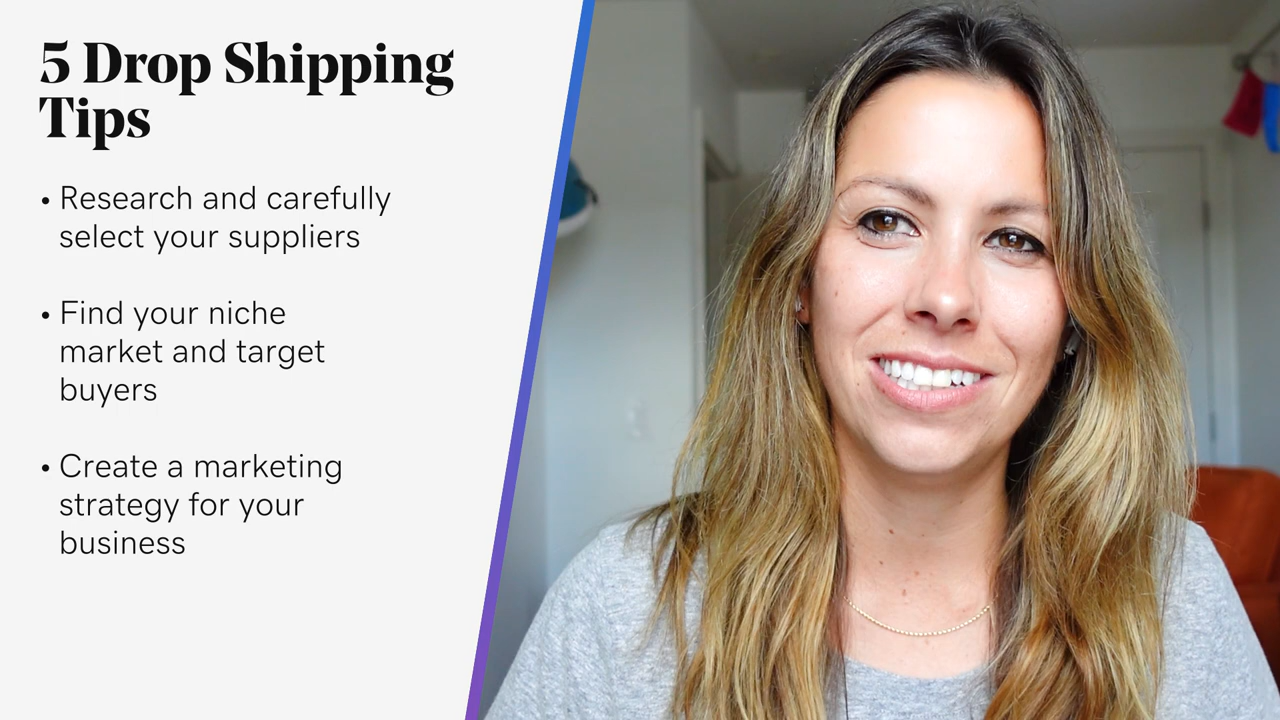 5 Drop Shipping
Tips
• Research and carefully
select your suppliers
• Find your niche
market and target
buyers
• Create a marketing
strategy for your
business